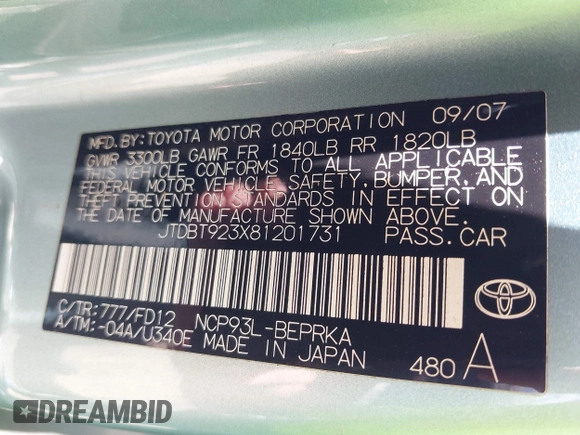 MFD.BY:TOYOTA MOTOR CORPORATION 09/07
GVWR 3300LB GAWR FR 1840LB RR 1820LB
THIS VEHICLE CONFORMS TO ALL APPLICABLE
FEDERAL MOTOR VEHICLE SAFETY, BUMPER, AND
THEFT PREVENTION STANDARDS IN EFFECT ON
THE DATE OF MANUFACTURE SHOWN ABOVE.
JTDBT923X81201731 PASS.CAR
C/TR:777/FD12 NCP93L-BEPRKA
A/TM:-04A/U340E MADE IN JAPAN
480 A
DREAMBID